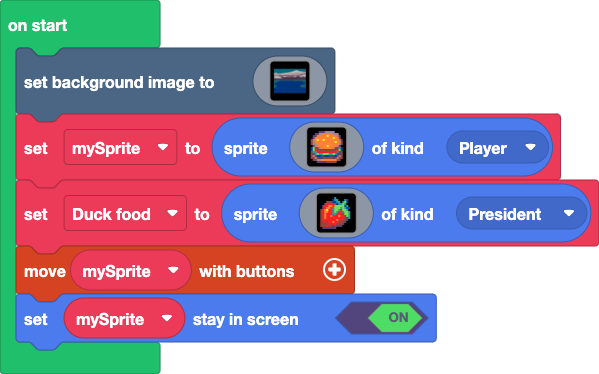 on start
set background image to
set mySprite to sprite of kind Player
set Duck food to sprite of kind President
move mySprite with buttons
set mySprite stay in screen ON